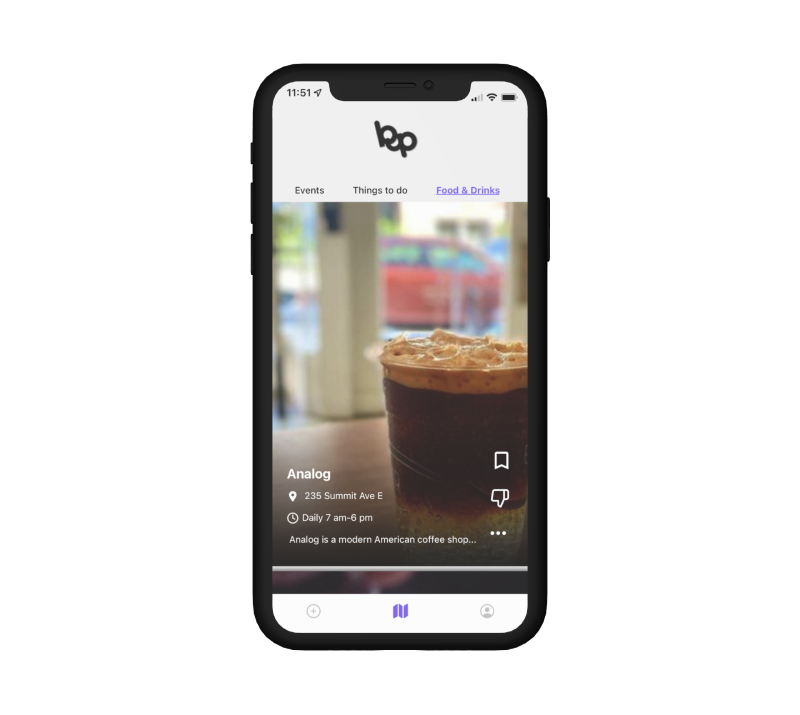 11:51
bop
Events Things to do Food & Drinks
Analog
235 Summit Ave E
Daily 7 am-6 pm
Analog is a modern American coffee shop...